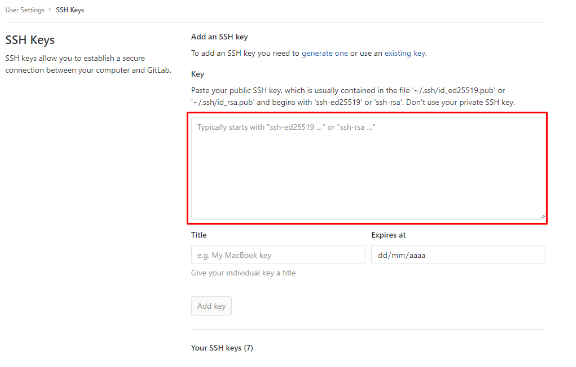 User Settings › SSH Keys
SSH Keys
SSH keys allow you to establish a secure
connection between your computer and GitLab.
Add an SSH key
To add an SSH key you need to generate one or use an existing key.
Key
Paste your public SSH key, which is usually contained in the file '~/.ssh/id_ed25519.pub' or
'~/.ssh/id_rsa.pub' and begins with 'ssh-ed25519' or 'ssh-rsa'. Don't use your private SSH key.
Typically starts with "ssh-ed25519 ..." or "ssh-rsa ..."
Title
Expires at
e.g. My MacBook key
dd/mm/aaaa
Give your individual key a title
Add key
Your SSH keys (7)